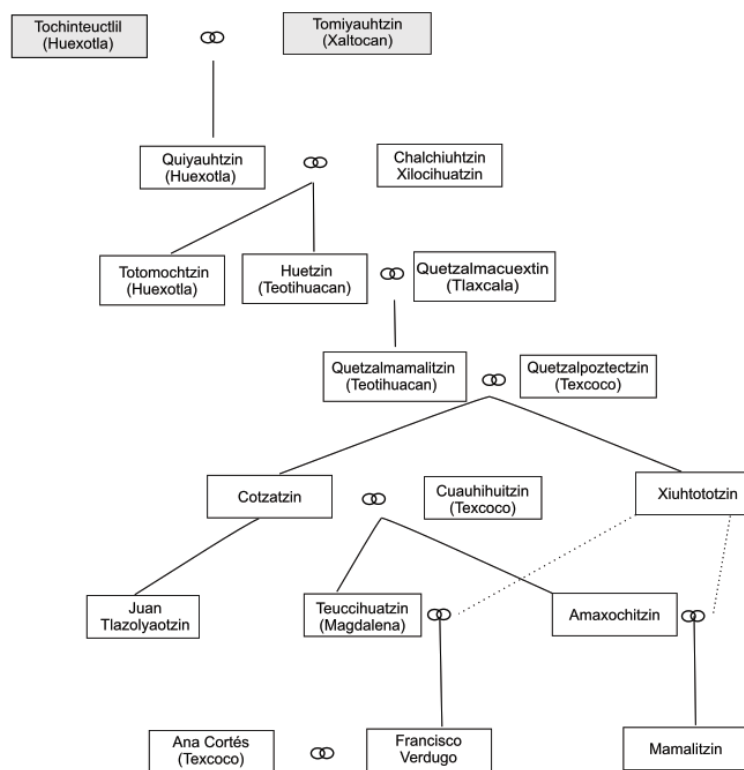 Tochinteuctlil
(Huexotla)
Tomiyauhtzin
(Xaltocan)
Quiyauhtzin
(Huexotla)
Chalchiuhtzin
Xilocihuatzin
Totomochtzin
(Huexotla)
Huetzin
(Teotihuacan)
Quetzalmacuextin
(Tlaxcala)
Quetzalmamalitzin
(Teotihuacan)
Quetzalpoztectzin
(Texcoco)
Cotzatzin
Cuauhihuitzin
(Texcoco)
Xiuhtototzin
Juan
Tlazolyaotzin
Teuccihuatzin
(Magdalena)
Amaxochitzin
Ana Cortés
(Texcoco)
Francisco
Verdugo
Mamalitzin